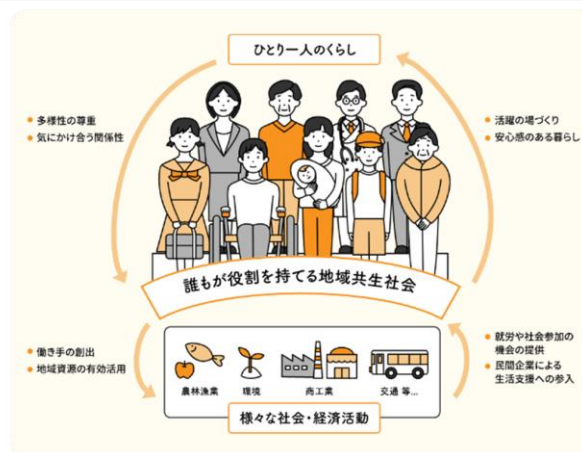 ひとり一人のくらし
● 多様性の尊重
● 気にかけ合う関係性
● 活躍の場づくり
● 安心感のある暮らし
誰もが役割を持てる地域共生社会
● 働き手の創出
● 地域資源の有効活用
● 就労や社会参加の
機会の提供
● 民間企業による
生活支援への参入
農林漁業 環境 商工業 交通 等...
様々な社会・経済活動